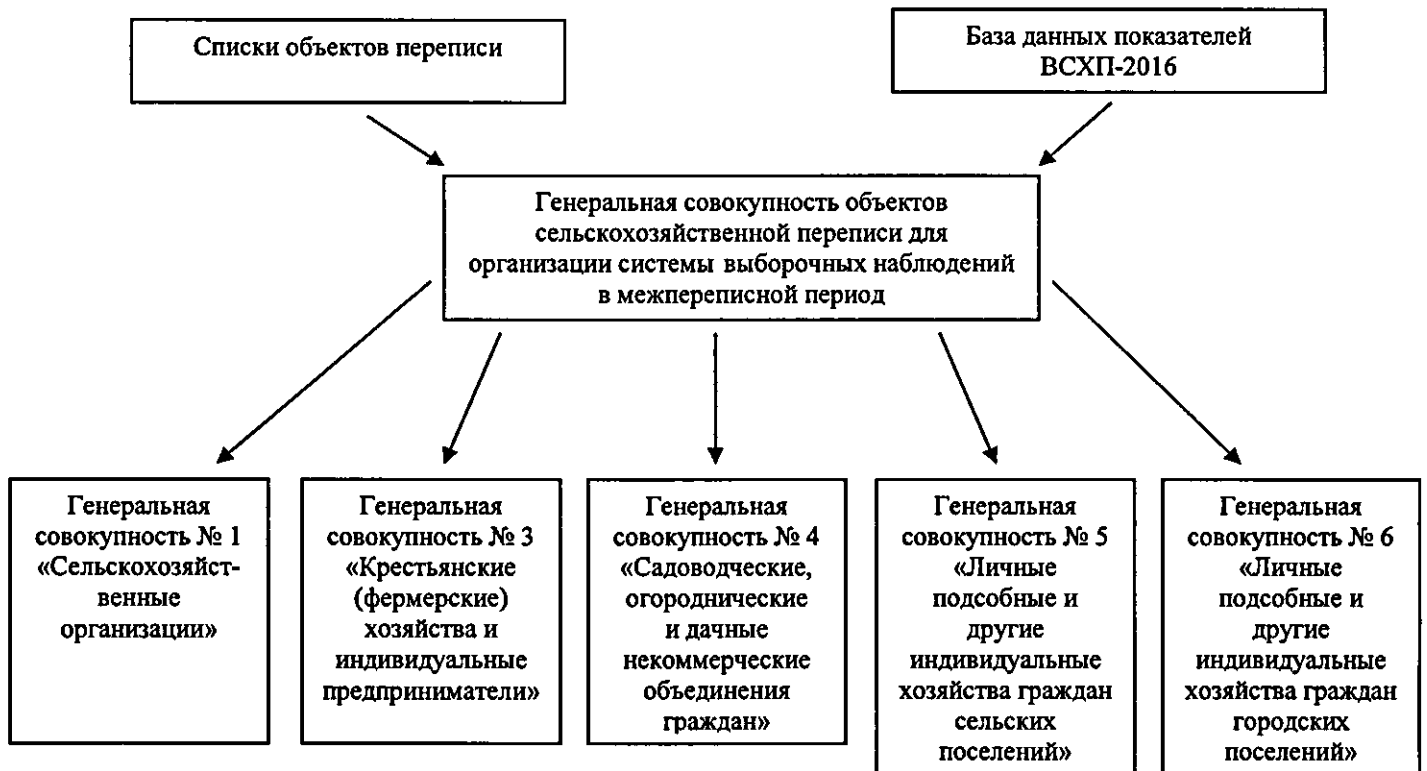 Списки объектов переписи
База данных показателей
ВСХП-2016
Генеральная совокупность объектов
сельскохозяйственной переписи для
организации системы выборочных наблюдений
в межпереписной период
Генеральная
совокупность № 1
«Сельскохозяйст-
венные
организации»
Генеральная
совокупность № 3
«Крестьянские
(фермерские)
хозяйства и
индивидуальные
предприниматели»
Генеральная
совокупность № 4
«Садоводческие,
огороднические
и дачные
некоммерческие
объединения
граждан»
Генеральная
совокупность № 5
«Личные
подсобные и
другие
индивидуальные
хозяйства граждан
сельских
поселений»
Генеральная
совокупность № 6
«Личные
подсобные и
другие
индивидуальные
хозяйства граждан
городских
поселений»